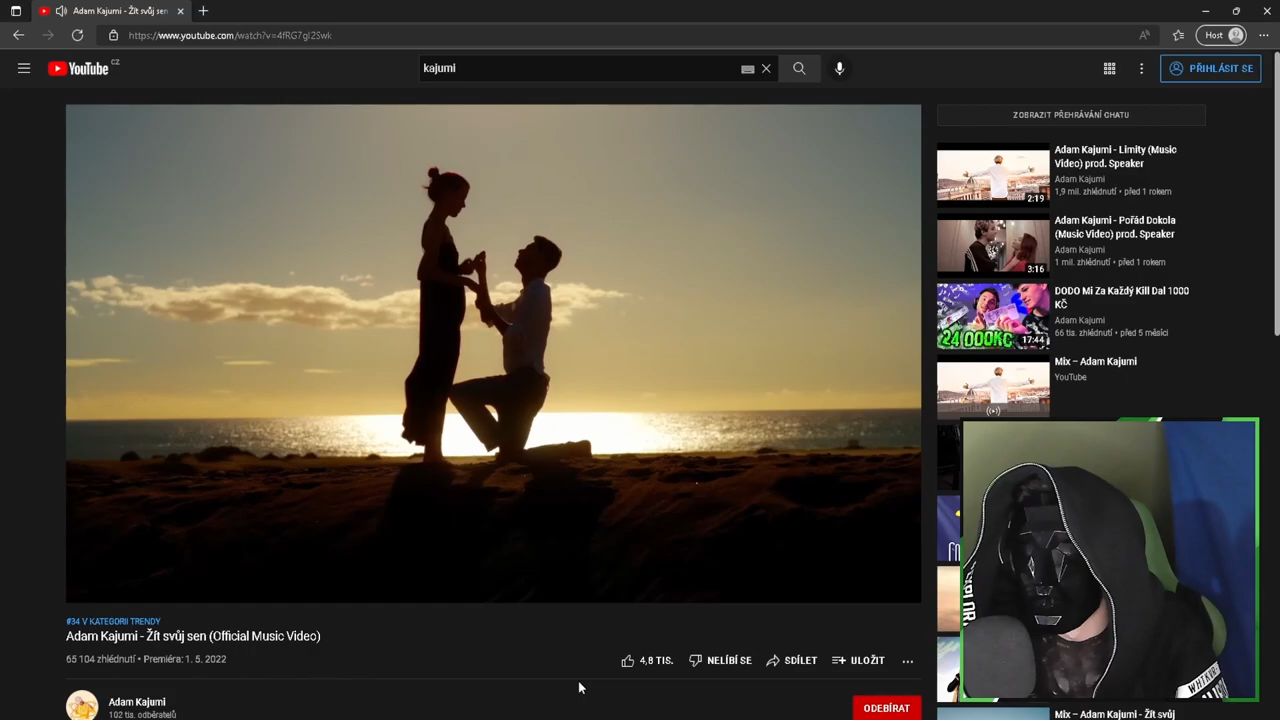 Adam Kajumi - Žít svůj sen
https://www.youtube.com/watch?v=4fRG7gI2Swk
Host
YouTube CZ
kajumi
PŘIHLÁSIT SE
ZOBRAZIT PŘEHRÁVÁNÍ CHATU
Adam Kajumi - Limity (Music
Video) prod. Speaker
Adam Kajumi
1,9 mil. zhlédnutí • před 1 rokem
2:19
Adam Kajumi - Pořád Dokola
(Music Video) prod. Speaker
Adam Kajumi
1 mil. zhlédnutí • před 1 rokem
3:16
DODO Mi Za Každý Kill Dal 1000
KČ
Adam Kajumi
66 tis. zhlédnutí • před 5 měsíci
24 000KC
17:44
Mix – Adam Kajumi
YouTube
#34 V KATEGORII TRENDY
Adam Kajumi - Žít svůj sen (Official Music Video)
65 104 zhlédnutí • Premiéra: 1. 5. 2022
4,8 TIS.
NELÍBÍ SE
SDÍLET
ULOŽIT
Adam Kajumi
102 tis. odběratelů
ODEBÍRAT
Mix – Adam Kajumi - Žít svůj